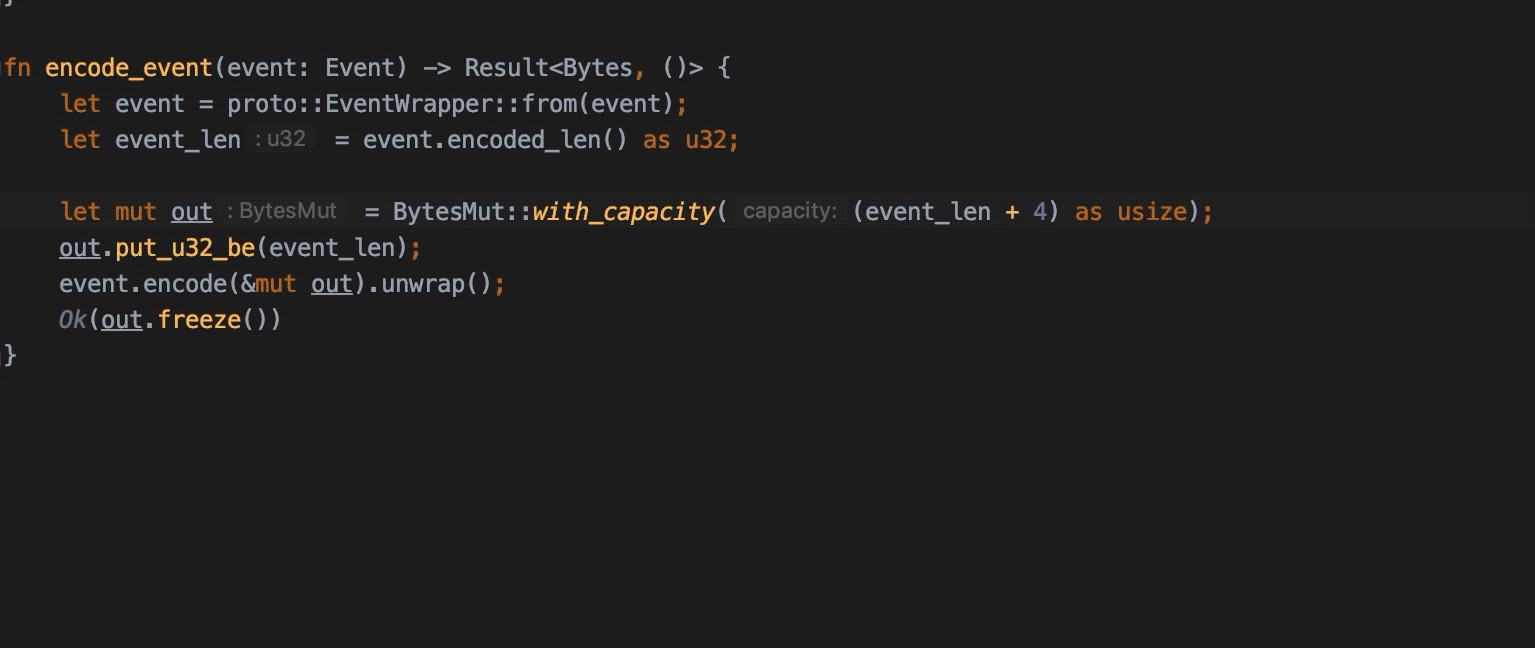 }
fn encode_event(event: Event) -> Result<Bytes, ()> {
let event = proto::EventWrapper::from(event);
let event_len : u32 = event.encoded_len() as u32;
let mut out : BytesMut = BytesMut::with_capacity( capacity: (event_len + 4) as usize);
out.put_u32_be(event_len);
event.encode(&mut out).unwrap();
Ok(out.freeze())
}